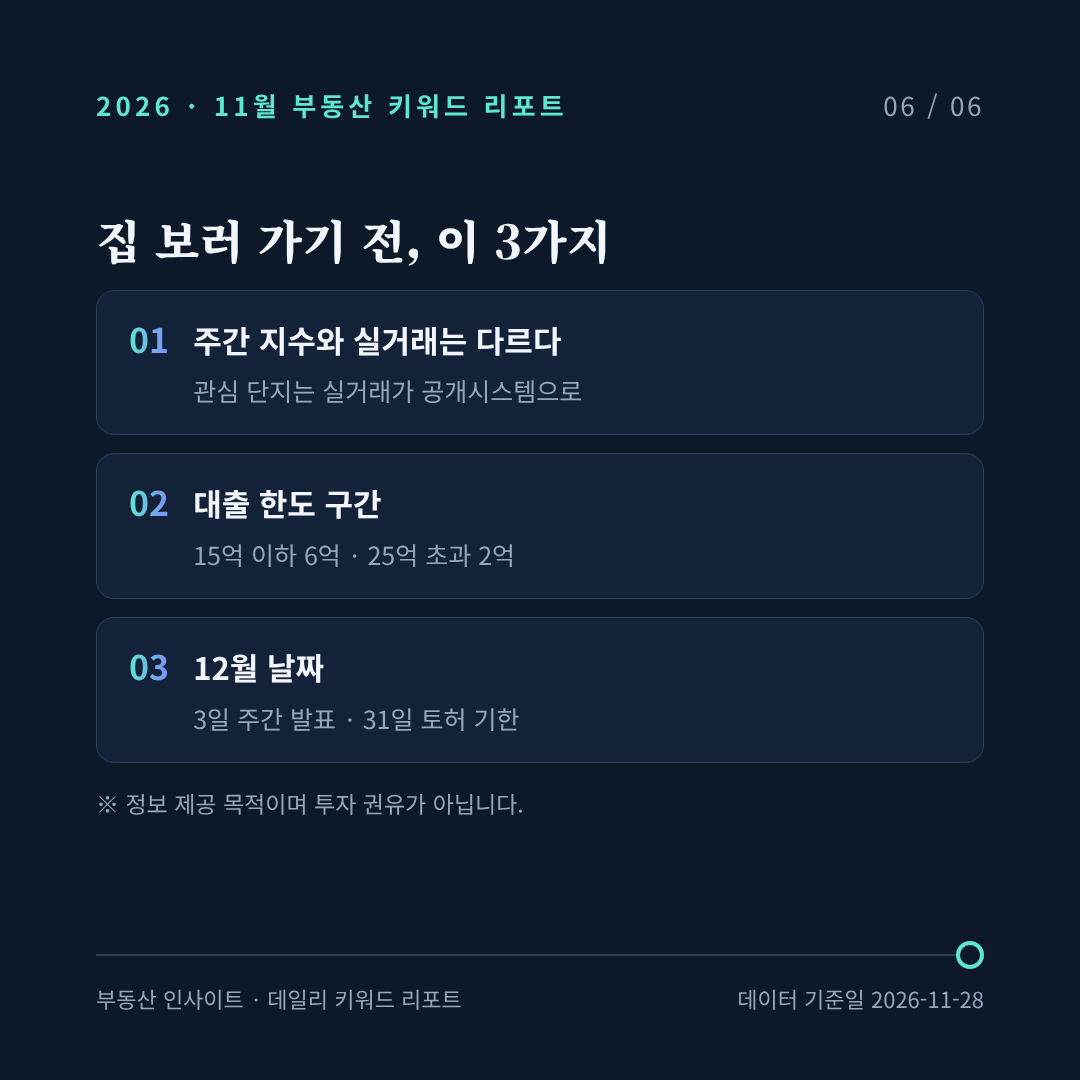 2026 · 11월 부동산 키워드 리포트
06 / 06
집 보러 가기 전, 이 3가지
01 주간 지수와 실거래는 다르다
관심 단지는 실거래가 공개시스템으로
02 대출 한도 구간
15억 이하 6억 · 25억 초과 2억
03 12월 날짜
3일 주간 발표 · 31일 토허 기한
※ 정보 제공 목적이며 투자 권유가 아닙니다.
부동산 인사이트 · 데일리 키워드 리포트
데이터 기준일 2026-11-28